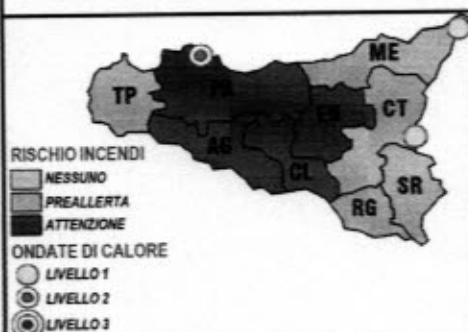 ME
TP
PA
EN
CT
AG
CL
SR
RG
RISCHIO INCENDI
NESSUNO
PREALLERTA
ATTENZIONE
ONDATE DI CALORE
LIVELLO 1
LIVELLO 2
LIVELLO 3